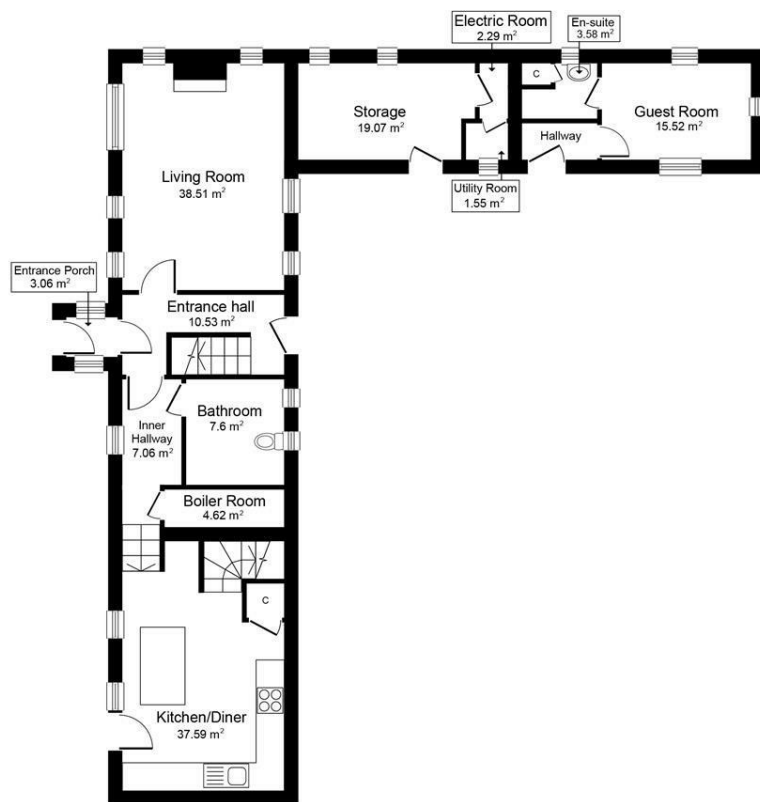 Electric Room
2.29 m²
En-suite
3.58 m²
C
Storage
19.07 m²
Guest Room
15.52 m²
Hallway
Living Room
38.51 m²
Utility Room
1.55 m²
Entrance Porch
3.06 m²
Entrance hall
10.53 m²
Bathroom
7.6 m²
Inner
Hallway
7.06 m²
Boiler Room
4.62 m²
C
Kitchen/Diner
37.59 m²